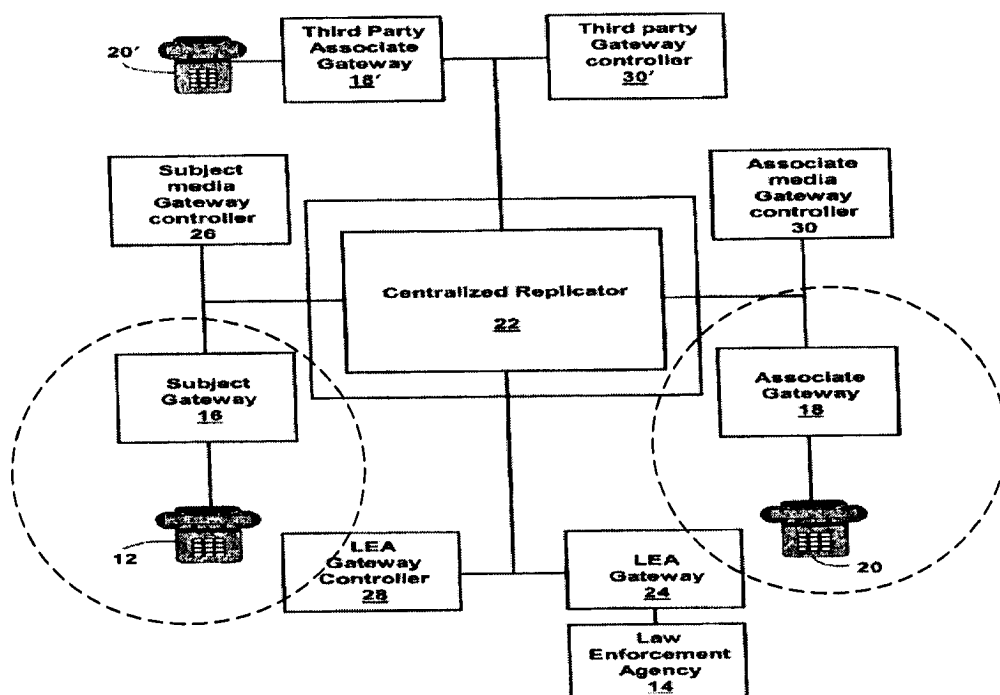 20'
Third Party
Associate
Gateway
18'
Third party
Gateway
controller
30'
Subject
media
Gateway
controller
26
Associate
media
Gateway
controller
30
Centralized Replicator
22
Subject
Gateway
16
Associate
Gateway
18
12
LEA
Gateway
Controller
28
LEA
Gateway
24
20
Law
Enforcement
Agency
14